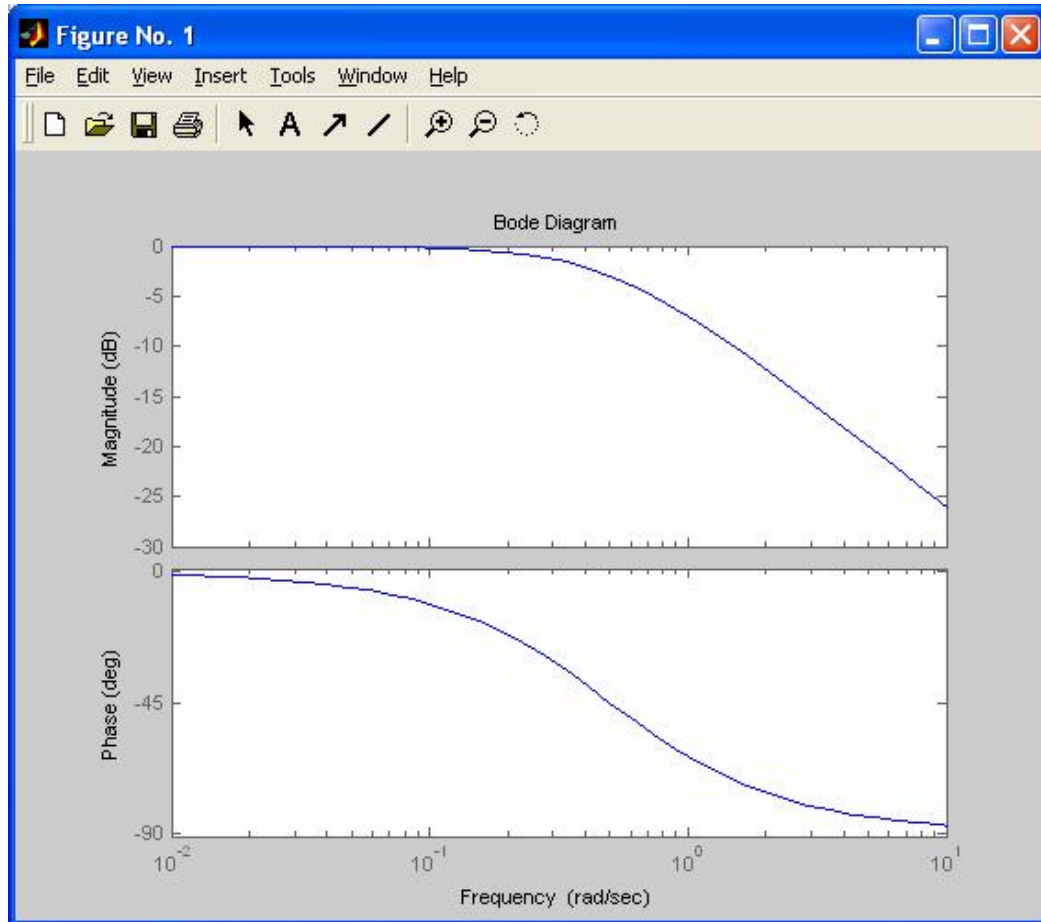 Figure No. 1
File Edit View Insert Tools Window Help
A
Bode Diagram
Magnitude (dB)
0
-5
-10
-15
-20
-25
-30
Phase (deg)
0
-45
-90
10^-2 10^-1 10^0 10^1
Frequency (rad/sec)